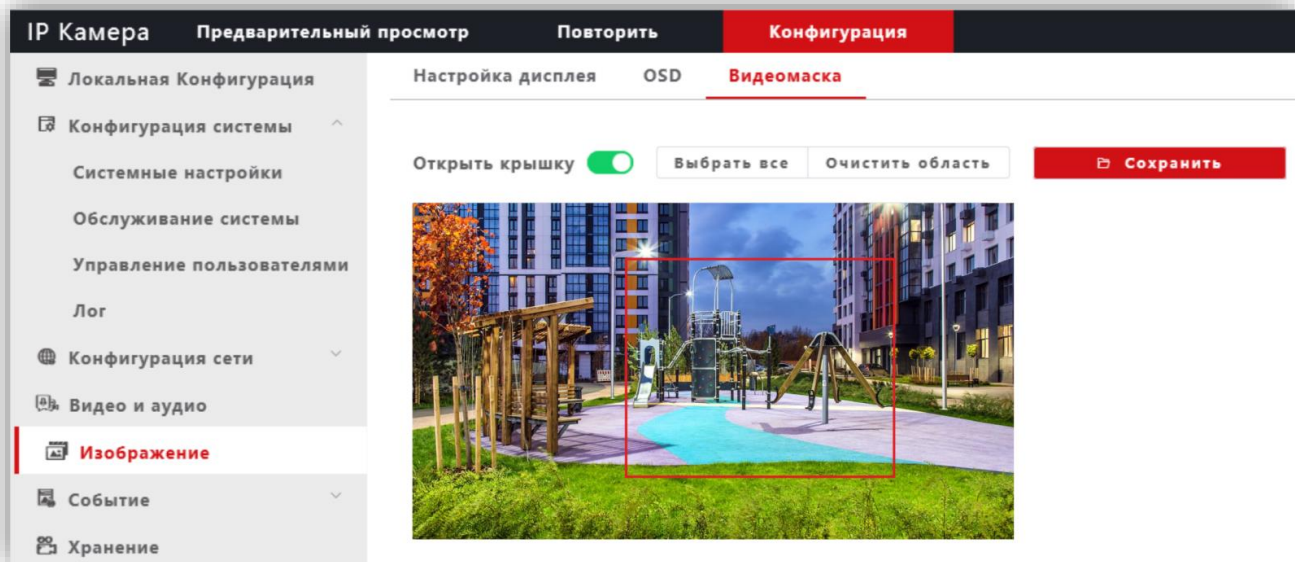 IP Камера Предварительный просмотр Повторить Конфигурация
Локальная Конфигурация
Настройка дисплея OSD Видеомаска
Конфигурация системы
Открыть крышку Выбрать все Очистить область Сохранить
Системные настройки
Обслуживание системы
Управление пользователями
Лог
Конфигурация сети
Видео и аудио
Изображение
Событие
Хранение